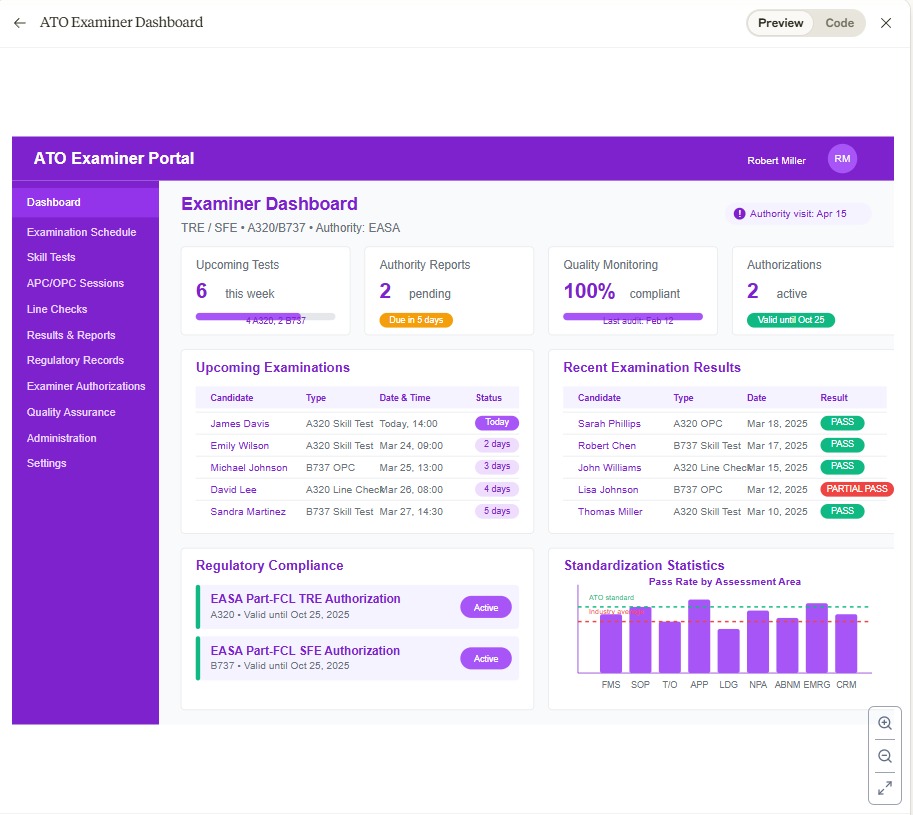 ATO Examiner Dashboard
Preview Code
ATO Examiner Portal
Robert Miller RM
Dashboard
Examination Schedule
Skill Tests
APC/OPC Sessions
Line Checks
Results & Reports
Regulatory Records
Examiner Authorizations
Quality Assurance
Administration
Settings
Examiner Dashboard
TRE / SFE • A320/B737 • Authority: EASA
! Authority visit: Apr 15
Upcoming Tests
6 this week
4 A320, 2 B737
Authority Reports
2 pending
Due in 5 days
Quality Monitoring
100% compliant
Last audit: Feb 12
Authorizations
2 active
Valid until Oct 25
Upcoming Examinations
Candidate Type Date & Time Status
James Davis A320 Skill Test Today, 14:00 Today
Emily Wilson A320 Skill Test Mar 24, 09:00 2 days
Michael Johnson B737 OPC Mar 25, 13:00 3 days
David Lee A320 Line Check Mar 26, 08:00 4 days
Sandra Martinez B737 Skill Test Mar 27, 14:30 5 days
Recent Examination Results
Candidate Type Date Result
Sarah Phillips A320 OPC Mar 18, 2025 PASS
Robert Chen B737 Skill Test Mar 17, 2025 PASS
John Williams A320 Line Check Mar 15, 2025 PASS
Lisa Johnson B737 OPC Mar 12, 2025 PARTIAL PASS
Thomas Miller A320 Skill Test Mar 10, 2025 PASS
Regulatory Compliance
EASA Part-FCL TRE Authorization
A320 • Valid until Oct 25, 2025
Active
EASA Part-FCL SFE Authorization
B737 • Valid until Oct 25, 2025
Active
Standardization Statistics
Pass Rate by Assessment Area
ATO standard
Industry average
FMS SOP T/O APP LDG NPA ABNM EMRG CRM